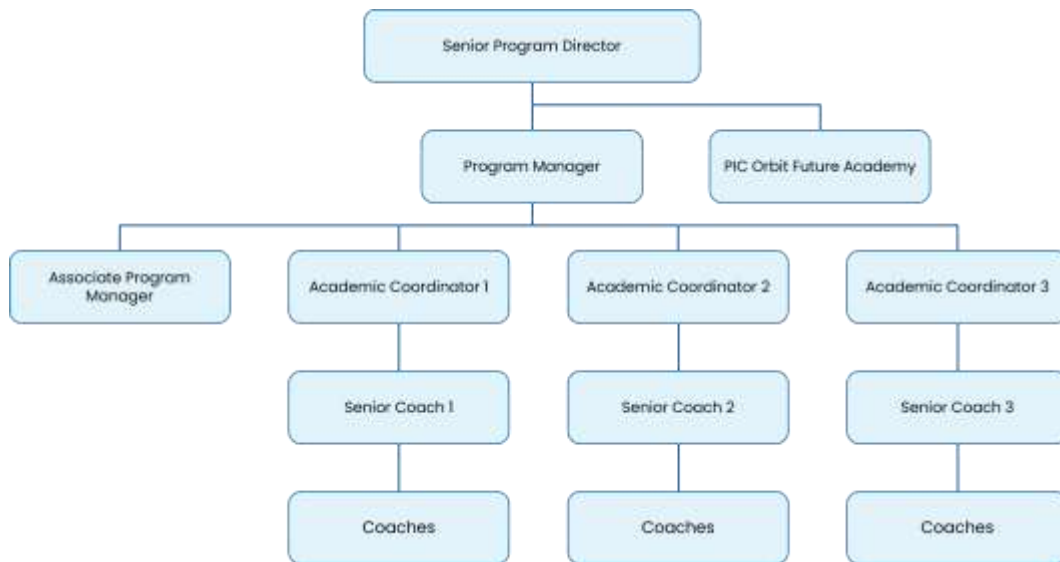 Senior Program Director
Program Manager
PIC Orbit Future Academy
Associate Program
Manager
Academic Coordinator 1
Academic Coordinator 2
Academic Coordinator 3
Senior Coach 1
Senior Coach 2
Senior Coach 3
Coaches
Coaches
Coaches